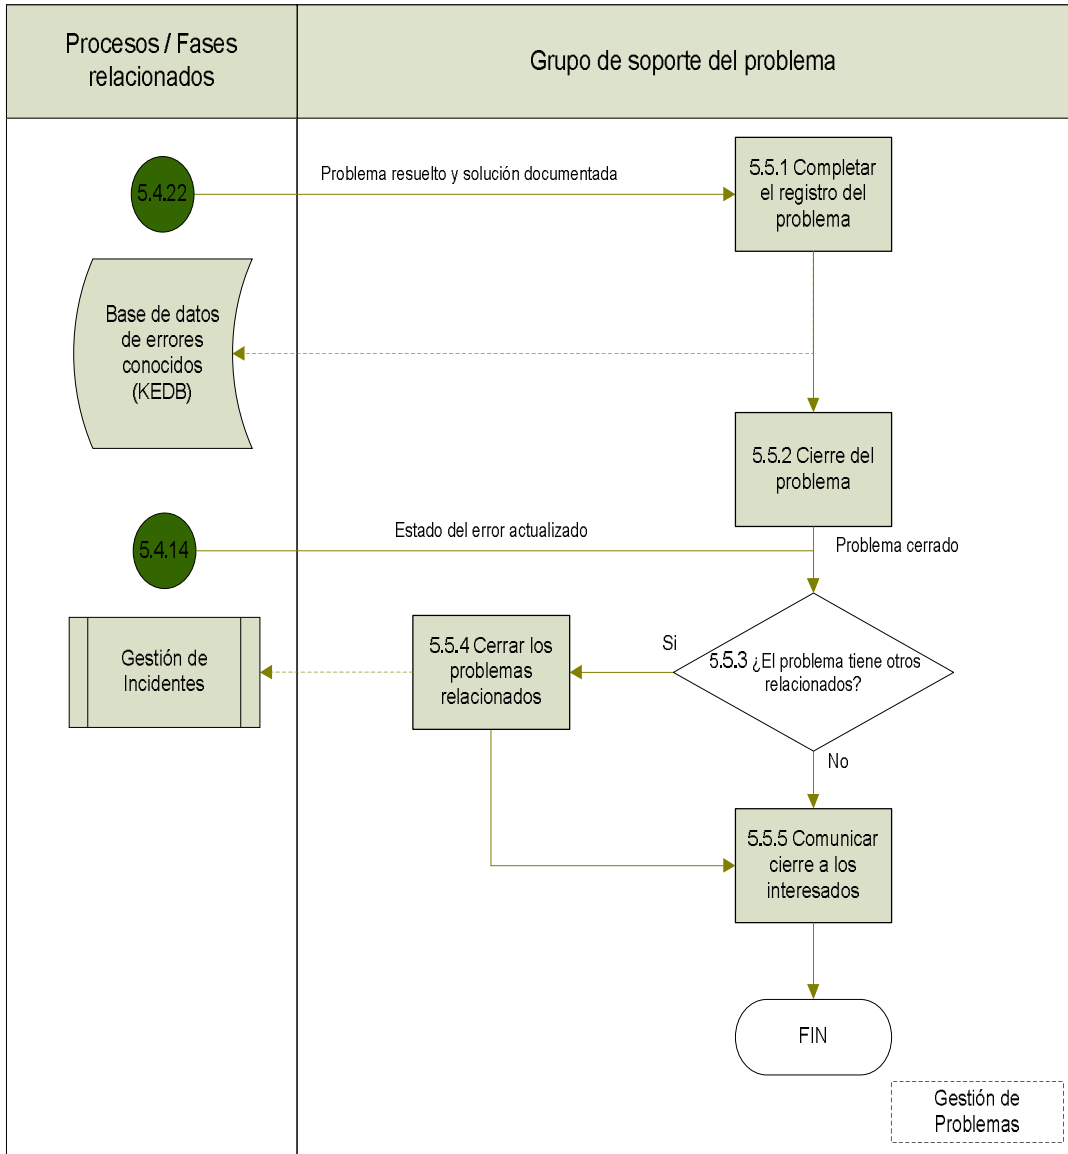 Procesos / Fases
relacionados
Grupo de soporte del problema
5.4.22
Problema resuelto y solución documentada
5.5.1 Completar
el registro del
problema
Base de datos
de errores
conocidos
(KEDB)
5.5.2 Cierre del
problema
5.4.14
Estado del error actualizado
Problema cerrado
Gestión de
Incidentes
5.5.4 Cerrar los
problemas
relacionados
Si
5.5.3 ¿El problema tiene otros
relacionados?
No
5.5.5 Comunicar
cierre a los
interesados
FIN
Gestión de
Problemas